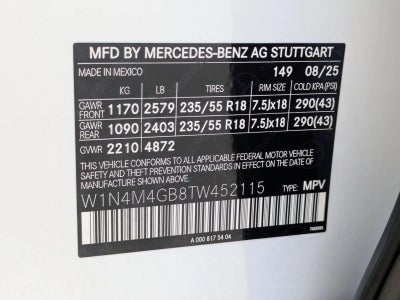 MFD BY MERCEDES-BENZ AG STUTTGART
MADE IN MEXICO 149 08/25
KG LB TIRES RIM SIZE COLD KPA(PSI)
GAWR FRONT 1170 2579 235/55 R18 7.5Jx18 290(43)
GAWR REAR 1090 2403 235/55 R18 7.5Jx18 290(43)
GVWR 2210 4872
THIS VEHICLE CONFORMS TO ALL APPLICABLE FEDERAL MOTOR VEHICLE
SAFETY AND THEFT PREVENTION STANDARDS IN EFFECT ON THE DATE OF
MANUFACTURE SHOWN ABOVE.
W1N4M4GB8TW452115 TYPE: MPV
A 000 817 54 04